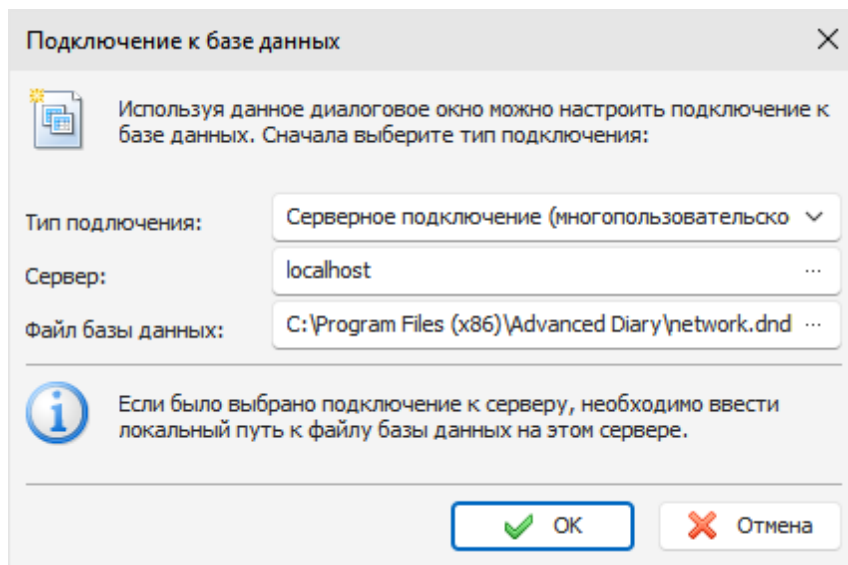 Подключение к базе данных
Используя данное диалоговое окно можно настроить подключение к
базе данных. Сначала выберите тип подключения:
Тип подлючения:
Серверное подключение (многопользовательско
Сервер:
localhost
...
Файл базы данных:
C:\Program Files (x86)\Advanced Diary\network.dnd
...
Если было выбрано подключение к серверу, необходимо ввести
локальный путь к файлу базы данных на этом сервере.
OK
Отмена